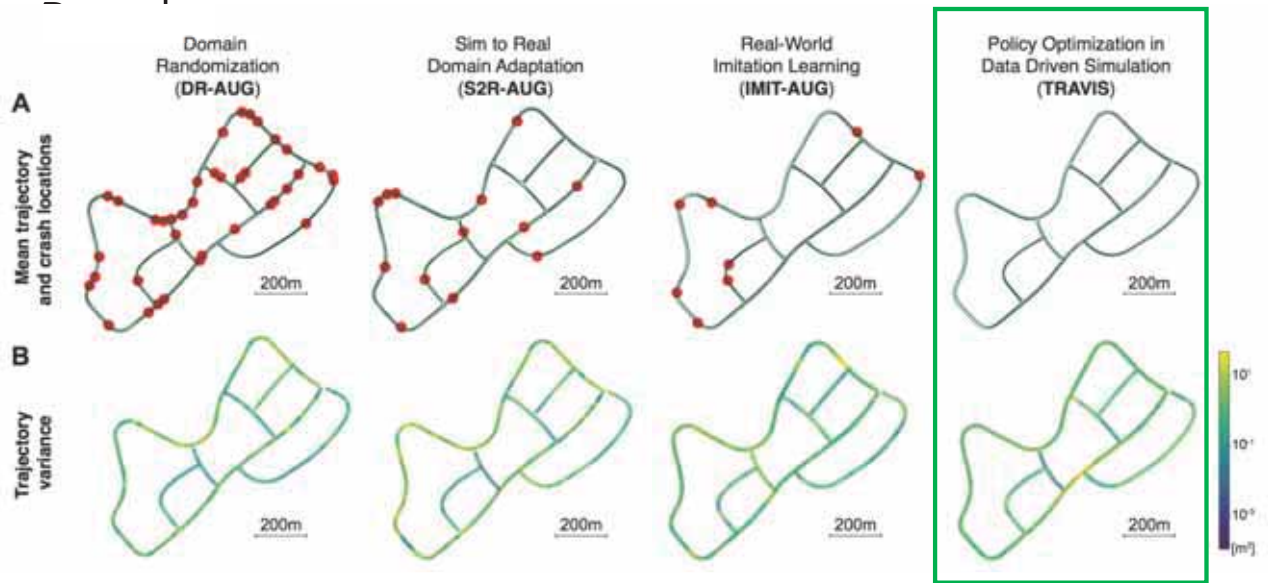 Domain
Randomization
(DR-AUG)
Sim to Real
Domain Adaptation
(S2R-AUG)
Real-World
Imitation Learning
(IMIT-AUG)
Policy Optimization in
Data Driven Simulation
(TRAVIS)
A
Mean trajectory
and crash locations
200m
200m
200m
200m
B
Trajectory
variance
200m
200m
200m
200m
10¹
10⁻¹
10⁻³
[m²]